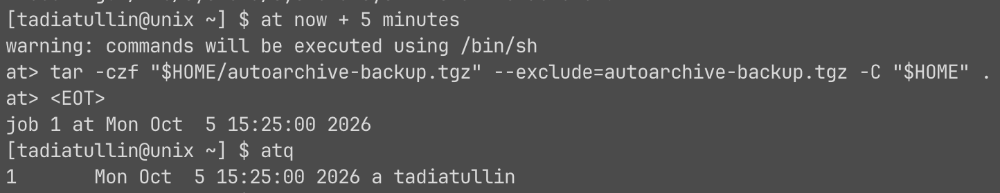 [tadiatullin@unix ~] $ at now + 5 minutes
warning: commands will be executed using /bin/sh
at> tar -czf "$HOME/autoarchive-backup.tgz" --exclude=autoarchive-backup.tgz -C "$HOME" .
at> <EOT>
job 1 at Mon Oct  5 15:25:00 2026
[tadiatullin@unix ~] $ atq
1       Mon Oct  5 15:25:00 2026 a tadiatullin